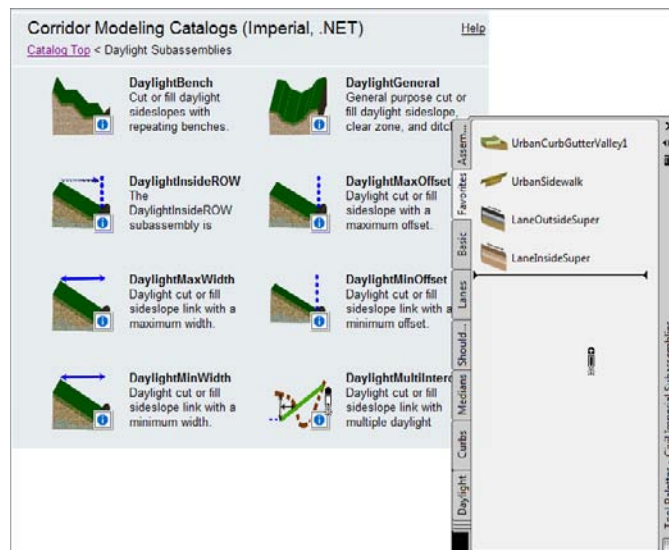 Corridor Modeling Catalogs (Imperial, .NET)
Help
Catalog Top < Daylight Subassemblies
DaylightBench
Cut or fill daylight
sideslopes with
repeating benches.
DaylightGeneral
General purpose cut or
fill daylight sideslope,
clear zone, and ditch
DaylightInsideROW
The
DaylightInsideROW
subassembly is
DaylightMaxOffset
Daylight cut or fill
sideslope with a
maximum offset.
DaylightMaxWidth
Daylight cut or fill
sideslope link with a
maximum width.
DaylightMinOffset
Daylight cut or fill
sideslope link with a
minimum offset.
DaylightMinWidth
Daylight cut or fill
sideslope link with a
minimum width.
DaylightMultiInterc
Daylight cut or fill
sideslope link with
multiple daylight
Assem...
Favorites
Basic
Lanes
Should...
Medians
Curbs
Daylight
UrbanCurbGutterValley1
UrbanSidewalk
LaneOutsideSuper
LaneInsideSuper